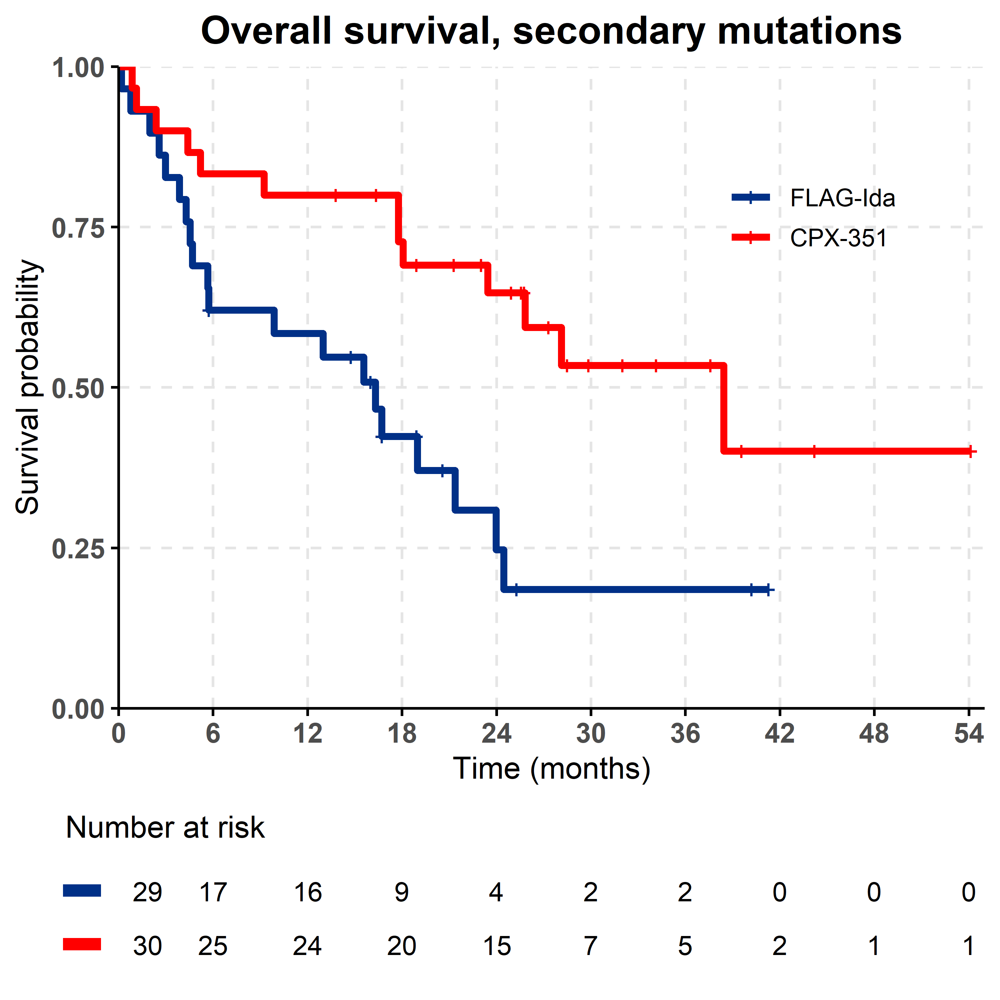 Overall survival, secondary mutations
1.00
0.75
0.50
0.25
0.00
Survival probability
FLAG-Ida
CPX-351
0 6 12 18 24 30 36 42 48 54
Time (months)
Number at risk
29 17 16 9 4 2 2 0 0 0
30 25 24 20 15 7 5 2 1 1